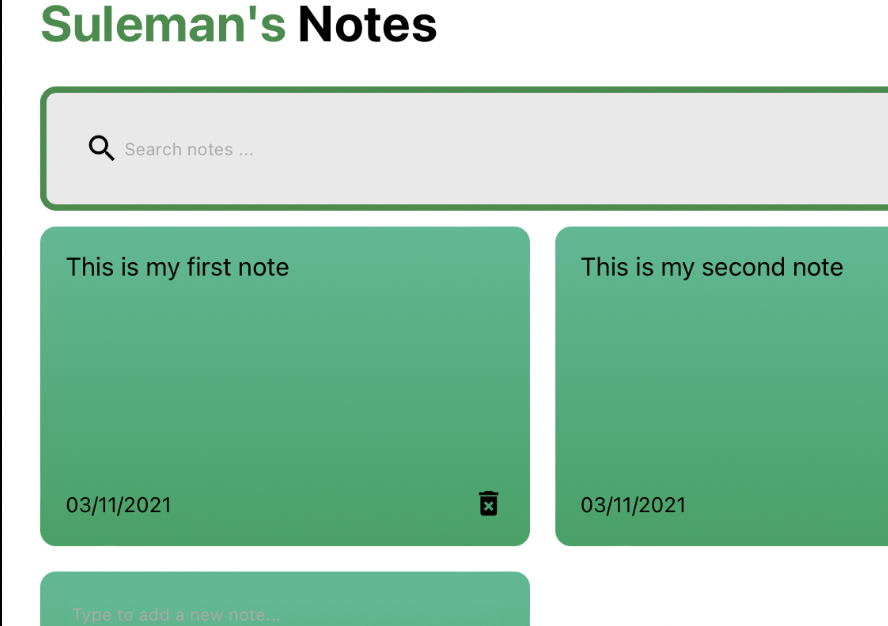 Suleman's Notes
Search notes ...
This is my first note
This is my second note
03/11/2021
03/11/2021
Type to add a new note...